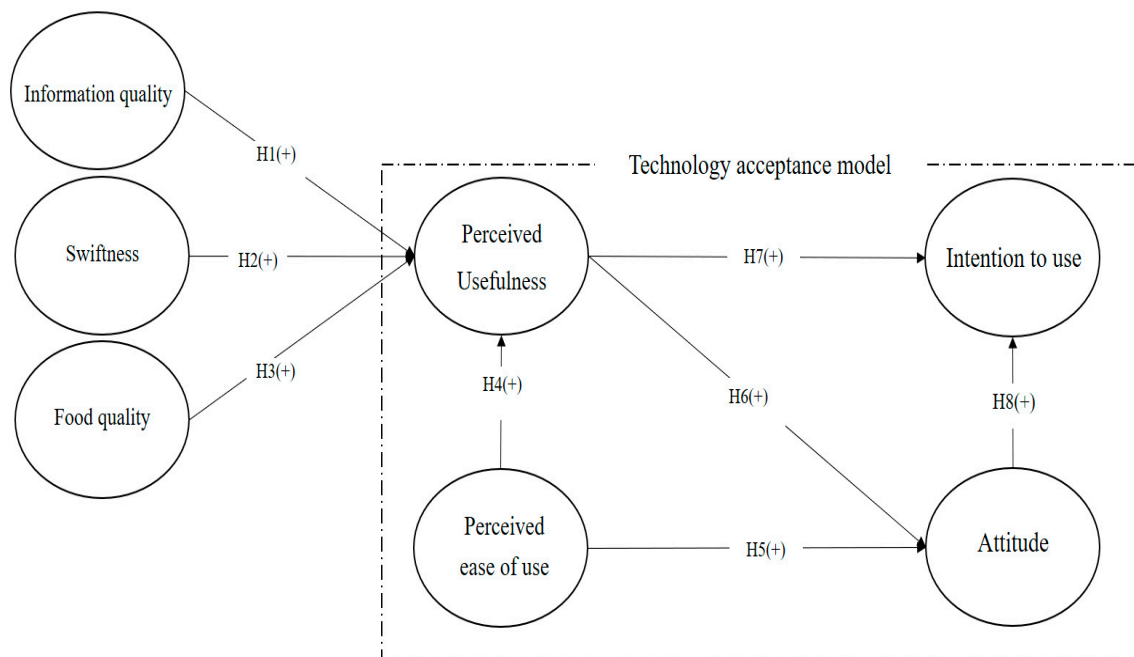 Information quality
H1(+)
Technology acceptance model
Swiftness
H2(+)
Perceived
Usefulness
H7(+)
Intention to use
Food quality
H3(+)
H4(+)
H6(+)
H8(+)
Perceived
ease of use
H5(+)
Attitude